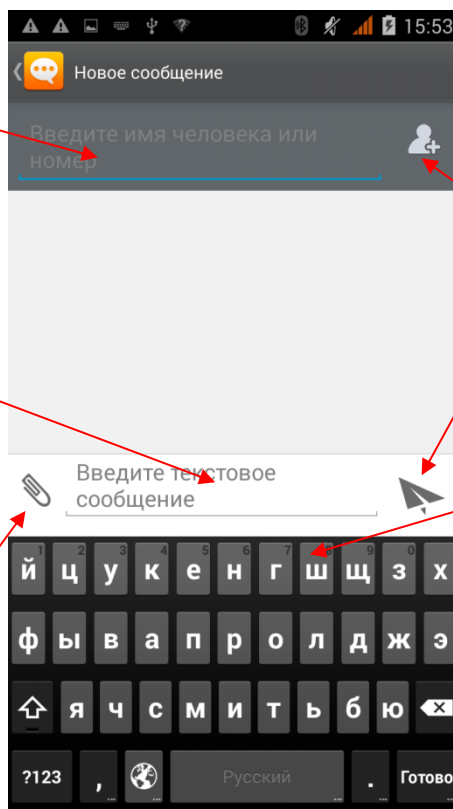 15:53
Новое сообщение
Введите имя человека или
номер
Введите текстовое
сообщение
1 2 3 4 5 6 7 8 9 0
й ц у к е н г ш щ з х
ф ы в а п р о л д ж э
я ч с м и т ь б ю
?123 , Русский . Готово